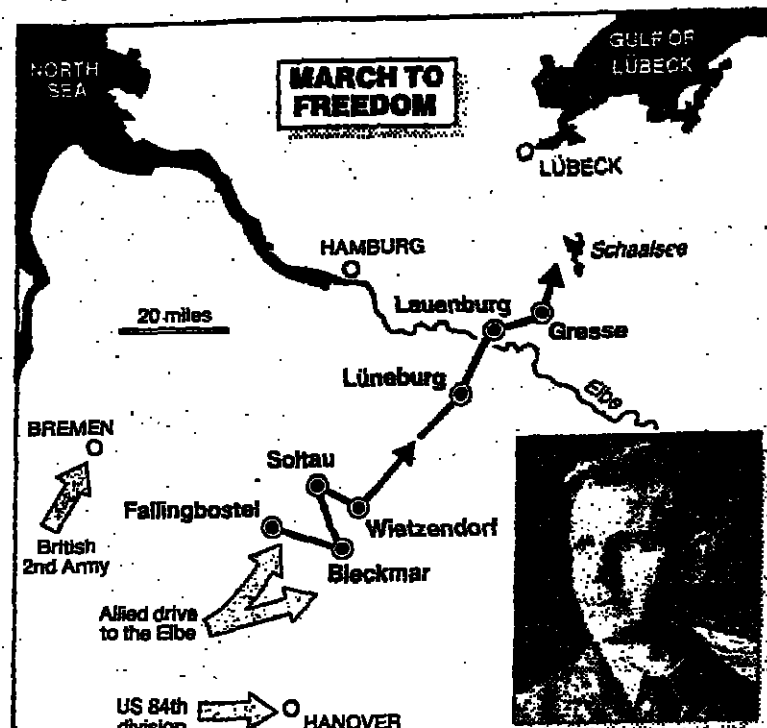 NORTH
SEA
MARCH TO
FREEDOM
GULF OF
LÜBECK
LÜBECK
HAMBURG
Schaalsee
20 miles
Lauenburg
Gresse
Lüneburg
Elbe
BREMEN
Soltau
Fallingbostel
Wietzendorf
British
2nd Army
Bleckmar
Allied drive
to the Elbe
US 84th
division
HANOVER